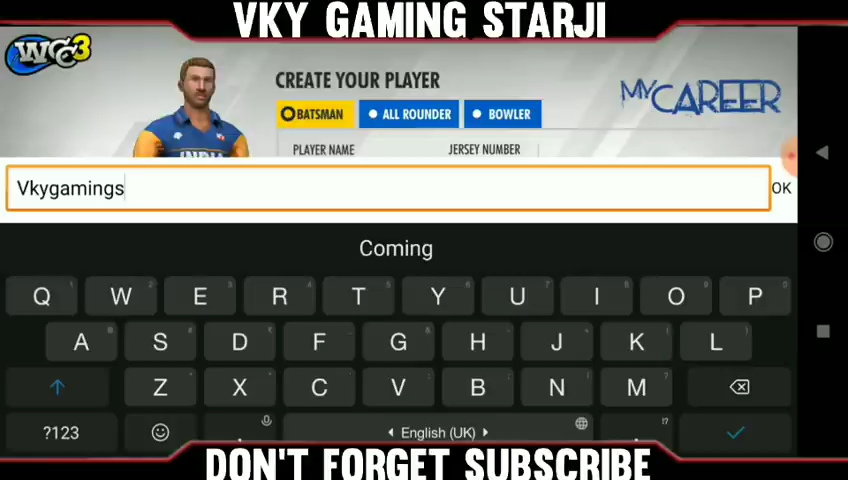 VKY GAMING STARJI
WCC3
CREATE YOUR PLAYER
MY CAREER
BATSMAN
ALL ROUNDER
BOWLER
INDIA
PLAYER NAME
JERSEY NUMBER
Vkygamings
OK
Coming
Q W E R T Y U I O P
A S D F G H J K L
Z X C V B N M
?123
English (UK)
DON'T FORGET SUBSCRIBE